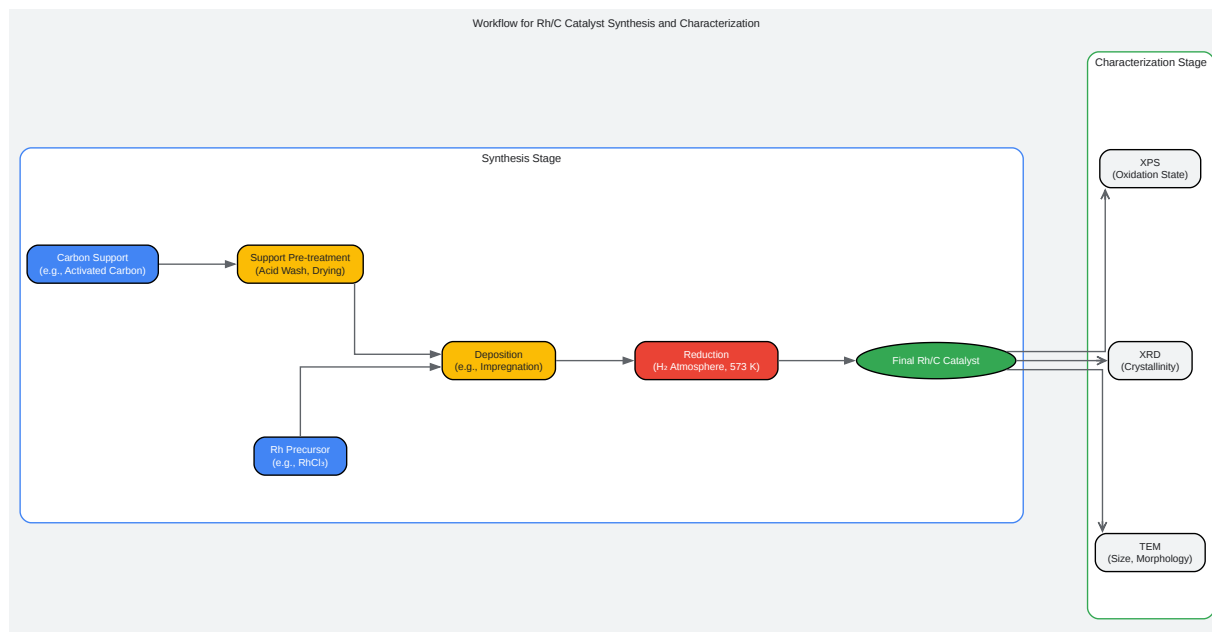 Workflow for Rh/C Catalyst Synthesis and Characterization
Characterization Stage
Synthesis Stage
XPS
(Oxidation State)
Carbon Support
(e.g., Activated Carbon)
Support Pre-treatment
(Acid Wash, Drying)
Deposition
(e.g., Impregnation)
Reduction
(H₂ Atmosphere, 573 K)
Final Rh/C Catalyst
XRD
(Crystallinity)
Rh Precursor
(e.g., RhCl₃)
TEM
(Size, Morphology)